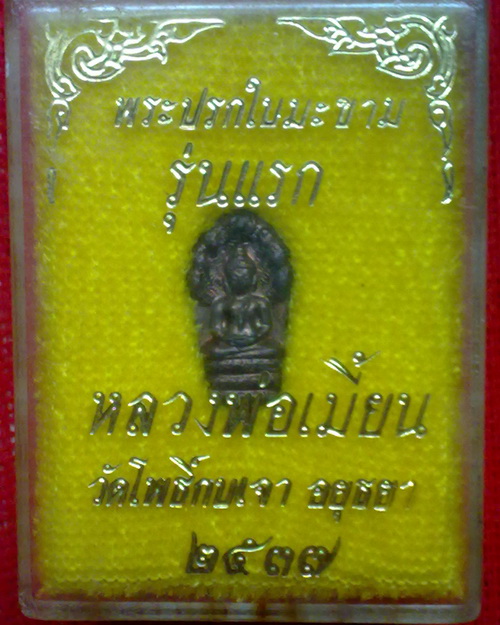 พระปรกใบมะขาม
รุ่นแรก
หลวงพ่อเมี้ยน
วัดโพธิ์กบเจา อยุธยา
๒๕๓๗